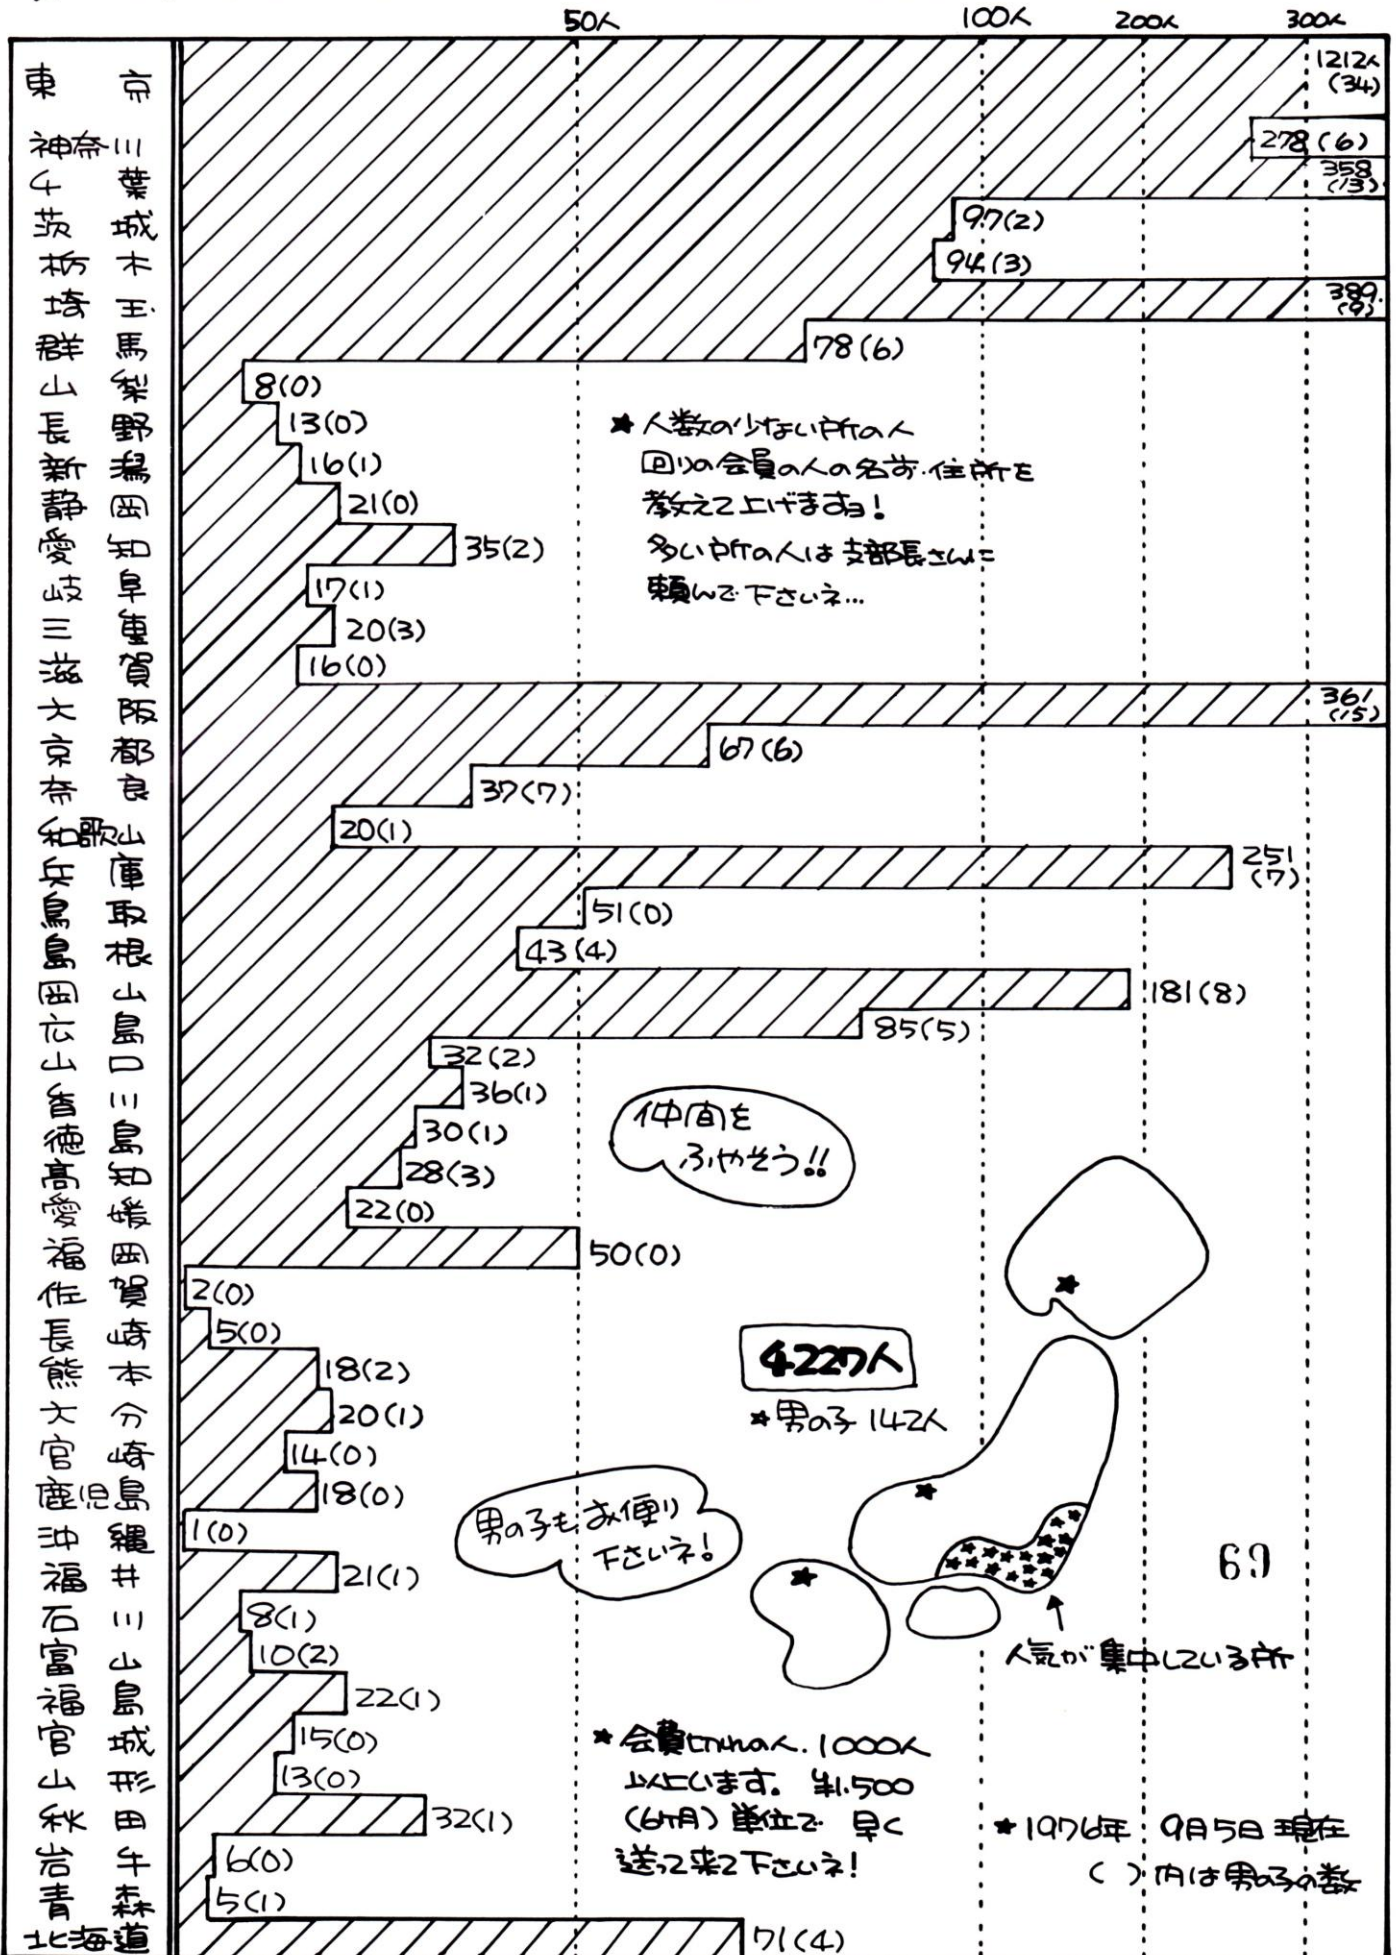 50人 100人 200人 300人
東京 1212人(34)
神奈川 278(6)
千葉 358(13)
茨城 97(2)
栃木 94(3)
埼玉 389(9)
群馬 78(6)
山梨 8(0)
長野 13(0)
新潟 16(1)
静岡 21(0)
愛知 35(2)
岐阜 17(1)
三重 20(3)
滋賀 16(0)
大阪 361(15)
京都 67(6)
奈良 37(7)
和歌山 20(1)
兵庫 251(7)
鳥取 51(0)
島根 43(4)
岡山 181(8)
広島 85(5)
山口 32(2)
香川 36(1)
徳島 30(1)
高知 28(3)
愛媛 22(0)
福岡 50(0)
佐賀 2(0)
長崎 5(0)
熊本 18(2)
大分 20(1)
宮崎 14(0)
鹿児島 18(0)
沖縄 1(0)
福井 21(1)
石川 8(1)
富山 10(2)
福島 22(1)
宮城 15(0)
山形 13(0)
秋田 32(1)
岩手 6(0)
青森 5(1)
北海道 71(4)
★人数の少ない所の人
回りの会員の人の名前・住所を
教えて上げますョ!
多い所の人は支部長さんに
頼んで下さいネ…
仲間を
ふやそう!!
4227人
★男の子 142人
男の子もお便り
下さいネ!
69
人気が集中している所
★会費切れの人.1000人
以上います。¥1.500
(6ヶ月)単位で 早く
送って来て下さいネ!
★1976年 9月5日現在
( )内は男の子の数